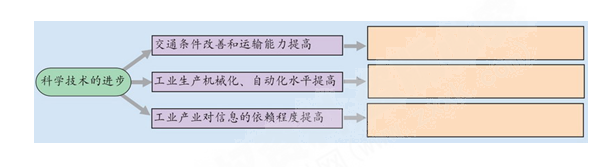 交通条件改善和运输能力提高
科学技术的进步
工业生产机械化、自动化水平提高
工业产业对信息的依赖程度提高